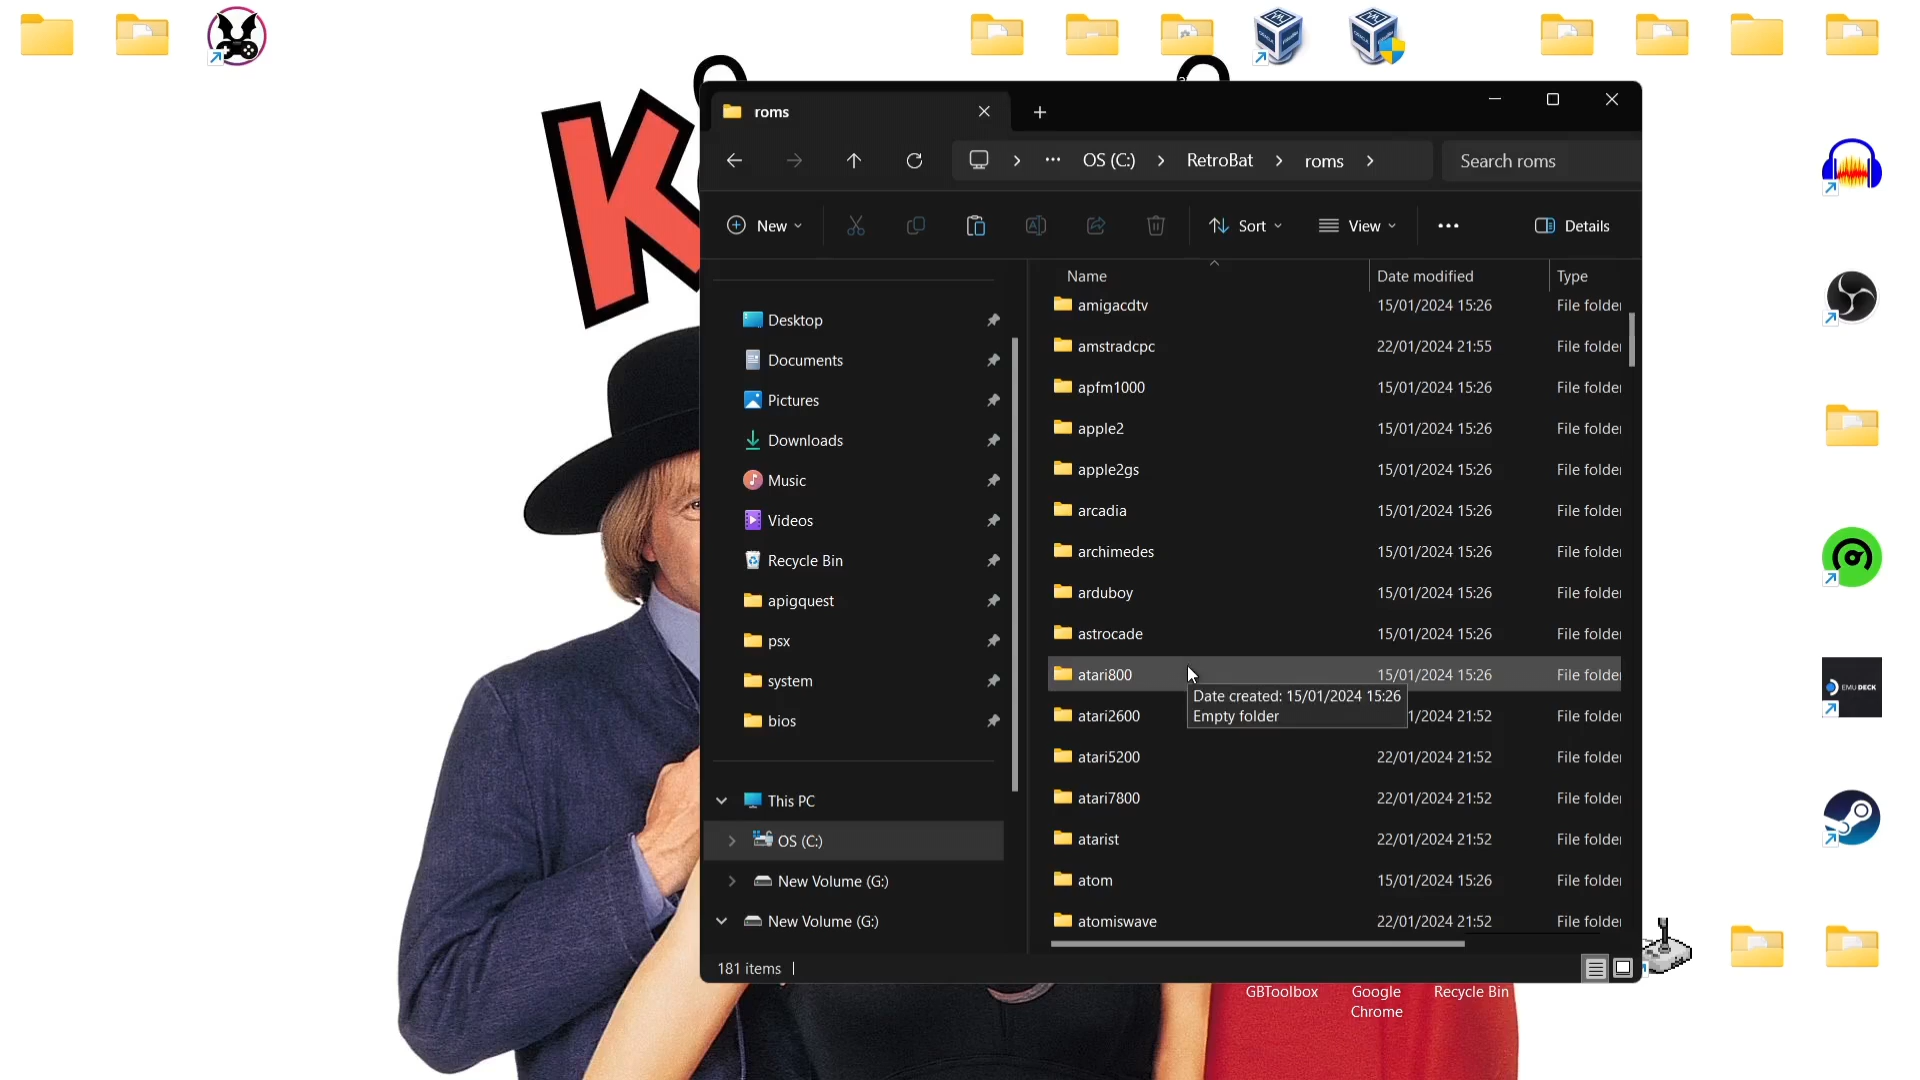 K
roms
OS (C:)
RetroBat
roms
Search roms
New
Sort
View
Details
Name
Date modified
Type
Desktop
Documents
Pictures
Downloads
Music
Videos
Recycle Bin
apigquest
psx
system
bios
This PC
OS (C:)
New Volume (G:)
New Volume (G:)
amigacdtv 15/01/2024 15:26 File folder
amstradcpc 22/01/2024 21:55 File folder
apfm1000 15/01/2024 15:26 File folder
apple2 15/01/2024 15:26 File folder
apple2gs 15/01/2024 15:26 File folder
arcadia 15/01/2024 15:26 File folder
archimedes 15/01/2024 15:26 File folder
arduboy 15/01/2024 15:26 File folder
astrocade 15/01/2024 15:26 File folder
atari800 15/01/2024 15:26 File folder
Date created: 15/01/2024 15:26
Empty folder
atari2600 1/2024 21:52 File folder
atari5200 22/01/2024 21:52 File folder
atari7800 22/01/2024 21:52 File folder
atarist 22/01/2024 21:52 File folder
atom 15/01/2024 15:26 File folder
atomiswave 22/01/2024 21:52 File folder
181 items
EMU DECK
GBToolbox
Google
Chrome
Recycle Bin